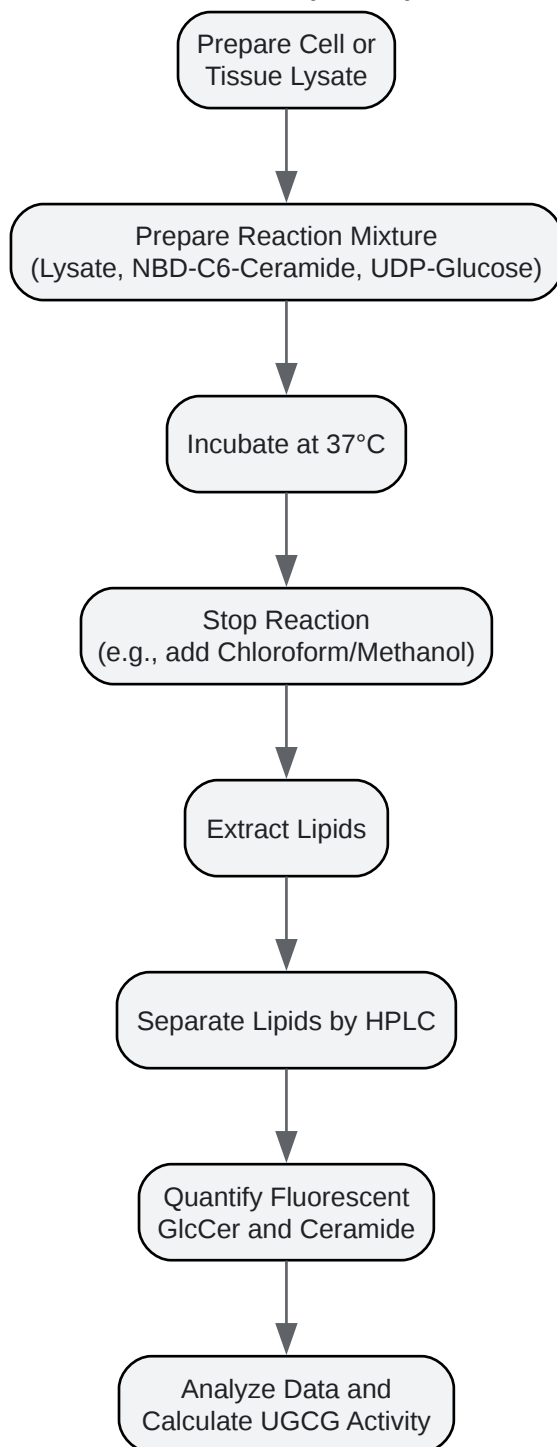 Prepare Cell or
Tissue Lysate
Prepare Reaction Mixture
(Lysate, NBD-C6-Ceramide, UDP-Glucose)
Incubate at 37°C
Stop Reaction
(e.g., add Chloroform/Methanol)
Extract Lipids
Separate Lipids by HPLC
Quantify Fluorescent
GlcCer and Ceramide
Analyze Data and
Calculate UGCG Activity